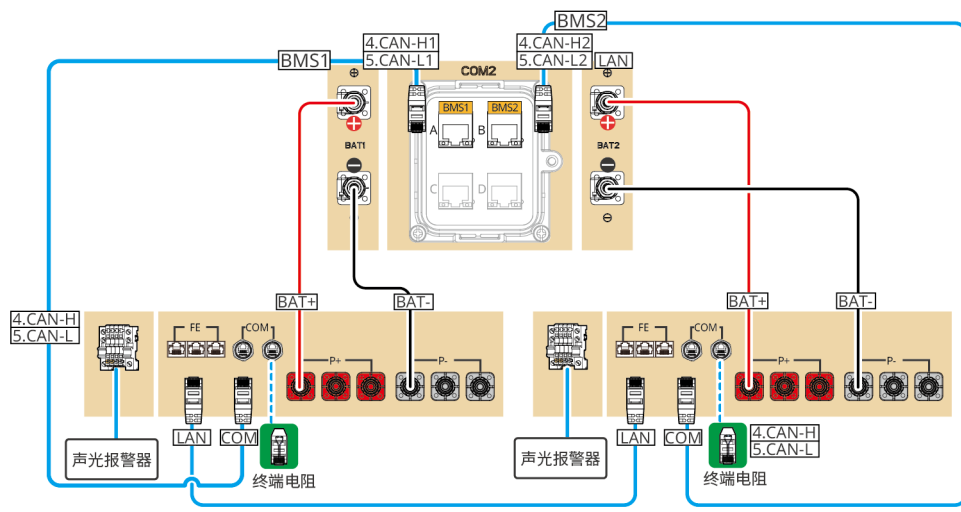 BMS2
4.CAN-H1
5.CAN-L1
4.CAN-H2
5.CAN-L2
LAN
BMS1
COM2
BMS1
BMS2
A
B
BAT1
BAT2
C
D
BAT+
BAT-
BAT+
BAT-
4.CAN-H
5.CAN-L
FE
COM
P+
P-
FE
COM
P+
P-
LAN
COM
LAN
COM
4.CAN-H
5.CAN-L
声光报警器
终端电阻
声光报警器
终端电阻